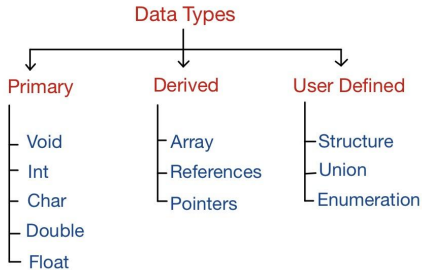 Data Types
Primary
Void
Int
Char
Double
Float
Derived
Array
References
Pointers
User Defined
Structure
Union
Enumeration